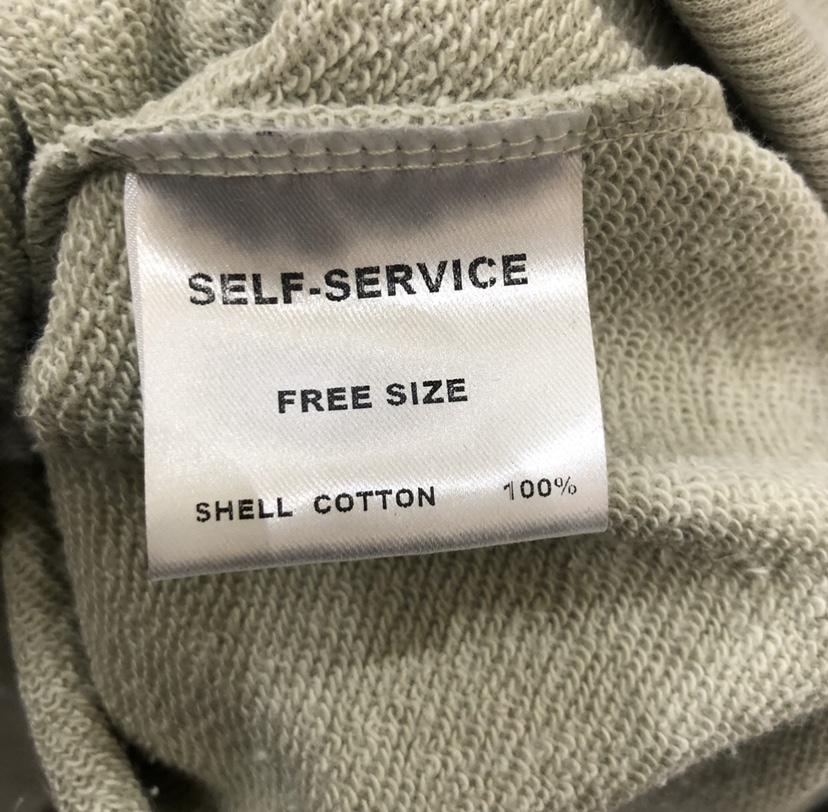 SELF-SERVICE
FREE SIZE
SHELL COTTON 100%